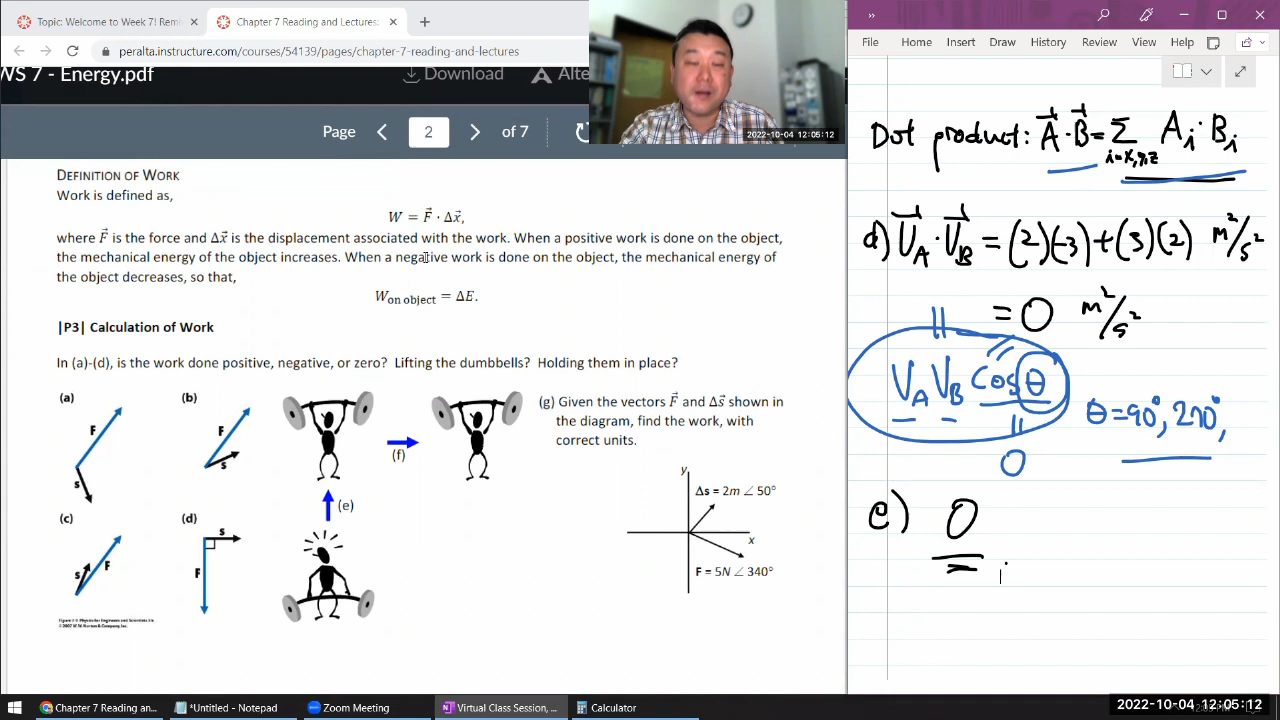 Topic: Welcome to Week 7! Remi
Chapter 7 Reading and Lectures:
peralta.instructure.com/courses/54139/pages/chapter-7-reading-and-lectures
WS 7 - Energy.pdf
Download
Alte
Page
2
of 7
DEFINITION OF WORK
Work is defined as,
W = F⃗ · Δx⃗,
where F⃗ is the force and Δx⃗ is the displacement associated with the work. When a positive work is done on the object,
the mechanical energy of the object increases. When a negative work is done on the object, the mechanical energy of
the object decreases, so that,
W on object = ΔE.
|P3| Calculation of Work
In (a)-(d), is the work done positive, negative, or zero? Lifting the dumbbells? Holding them in place?
(a)
F
s
(b)
F
s
(c)
s
F
(d)
s
F
(e)
(f)
(g) Given the vectors F⃗ and Δs⃗ shown in
the diagram, find the work, with
correct units.
y
Δs = 2m ∠ 50°
x
F = 5N ∠ 340°
2022-10-04 12:05:12
File
Home
Insert
Draw
History
Review
View
Help
Dot product: A⃗·B⃗ = Σ i=x,y,z Ai·Bi
d) V⃗A·V⃗B = (2)(-3)+(3)(2) m²/s²
= 0 m²/s²
VA VB cos θ
θ = 90°, 270°,
0
e) 0
Chapter 7 Reading an...
*Untitled - Notepad
Zoom Meeting
Virtual Class Session, ...
Calculator
2022-10-04 12:05:12